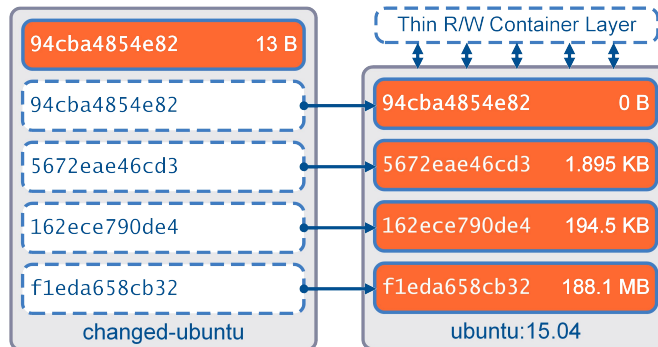 94cba4854e82 13 B
94cba4854e82
5672eae46cd3
162ece790de4
f1eda658cb32
changed-ubuntu
Thin R/W Container Layer
94cba4854e82 0 B
5672eae46cd3 1.895 KB
162ece790de4 194.5 KB
f1eda658cb32 188.1 MB
ubuntu:15.04